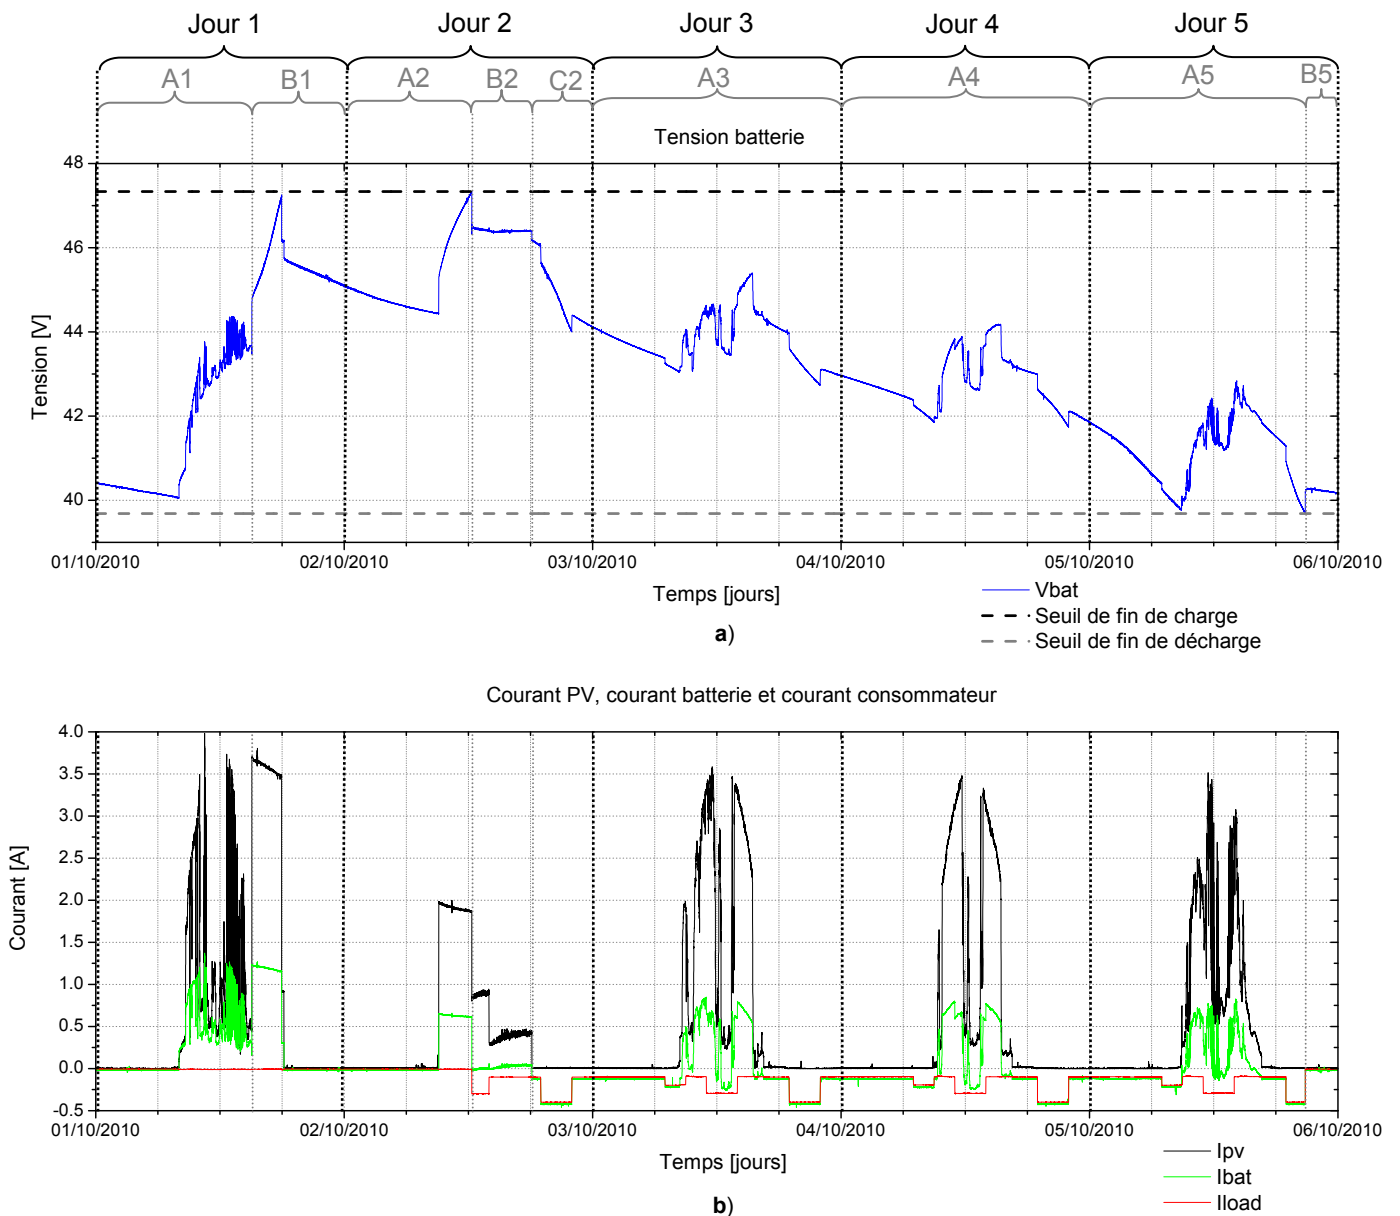 Jour 1 Jour 2 Jour 3 Jour 4 Jour 5
A1 B1 A2 B2 C2 A3 A4 A5 B5
Tension batterie
48
46
44
42
40
Tension [V]
01/10/2010 02/10/2010 03/10/2010 04/10/2010 05/10/2010 06/10/2010
Temps [jours]
Vbat
Seuil de fin de charge
Seuil de fin de décharge
a)
Courant PV, courant batterie et courant consommateur
4.0
3.5
3.0
2.5
2.0
1.5
1.0
0.5
0.0
-0.5
Courant [A]
01/10/2010 02/10/2010 03/10/2010 04/10/2010 05/10/2010 06/10/2010
Temps [jours]
Ipv
Ibat
Iload
b)